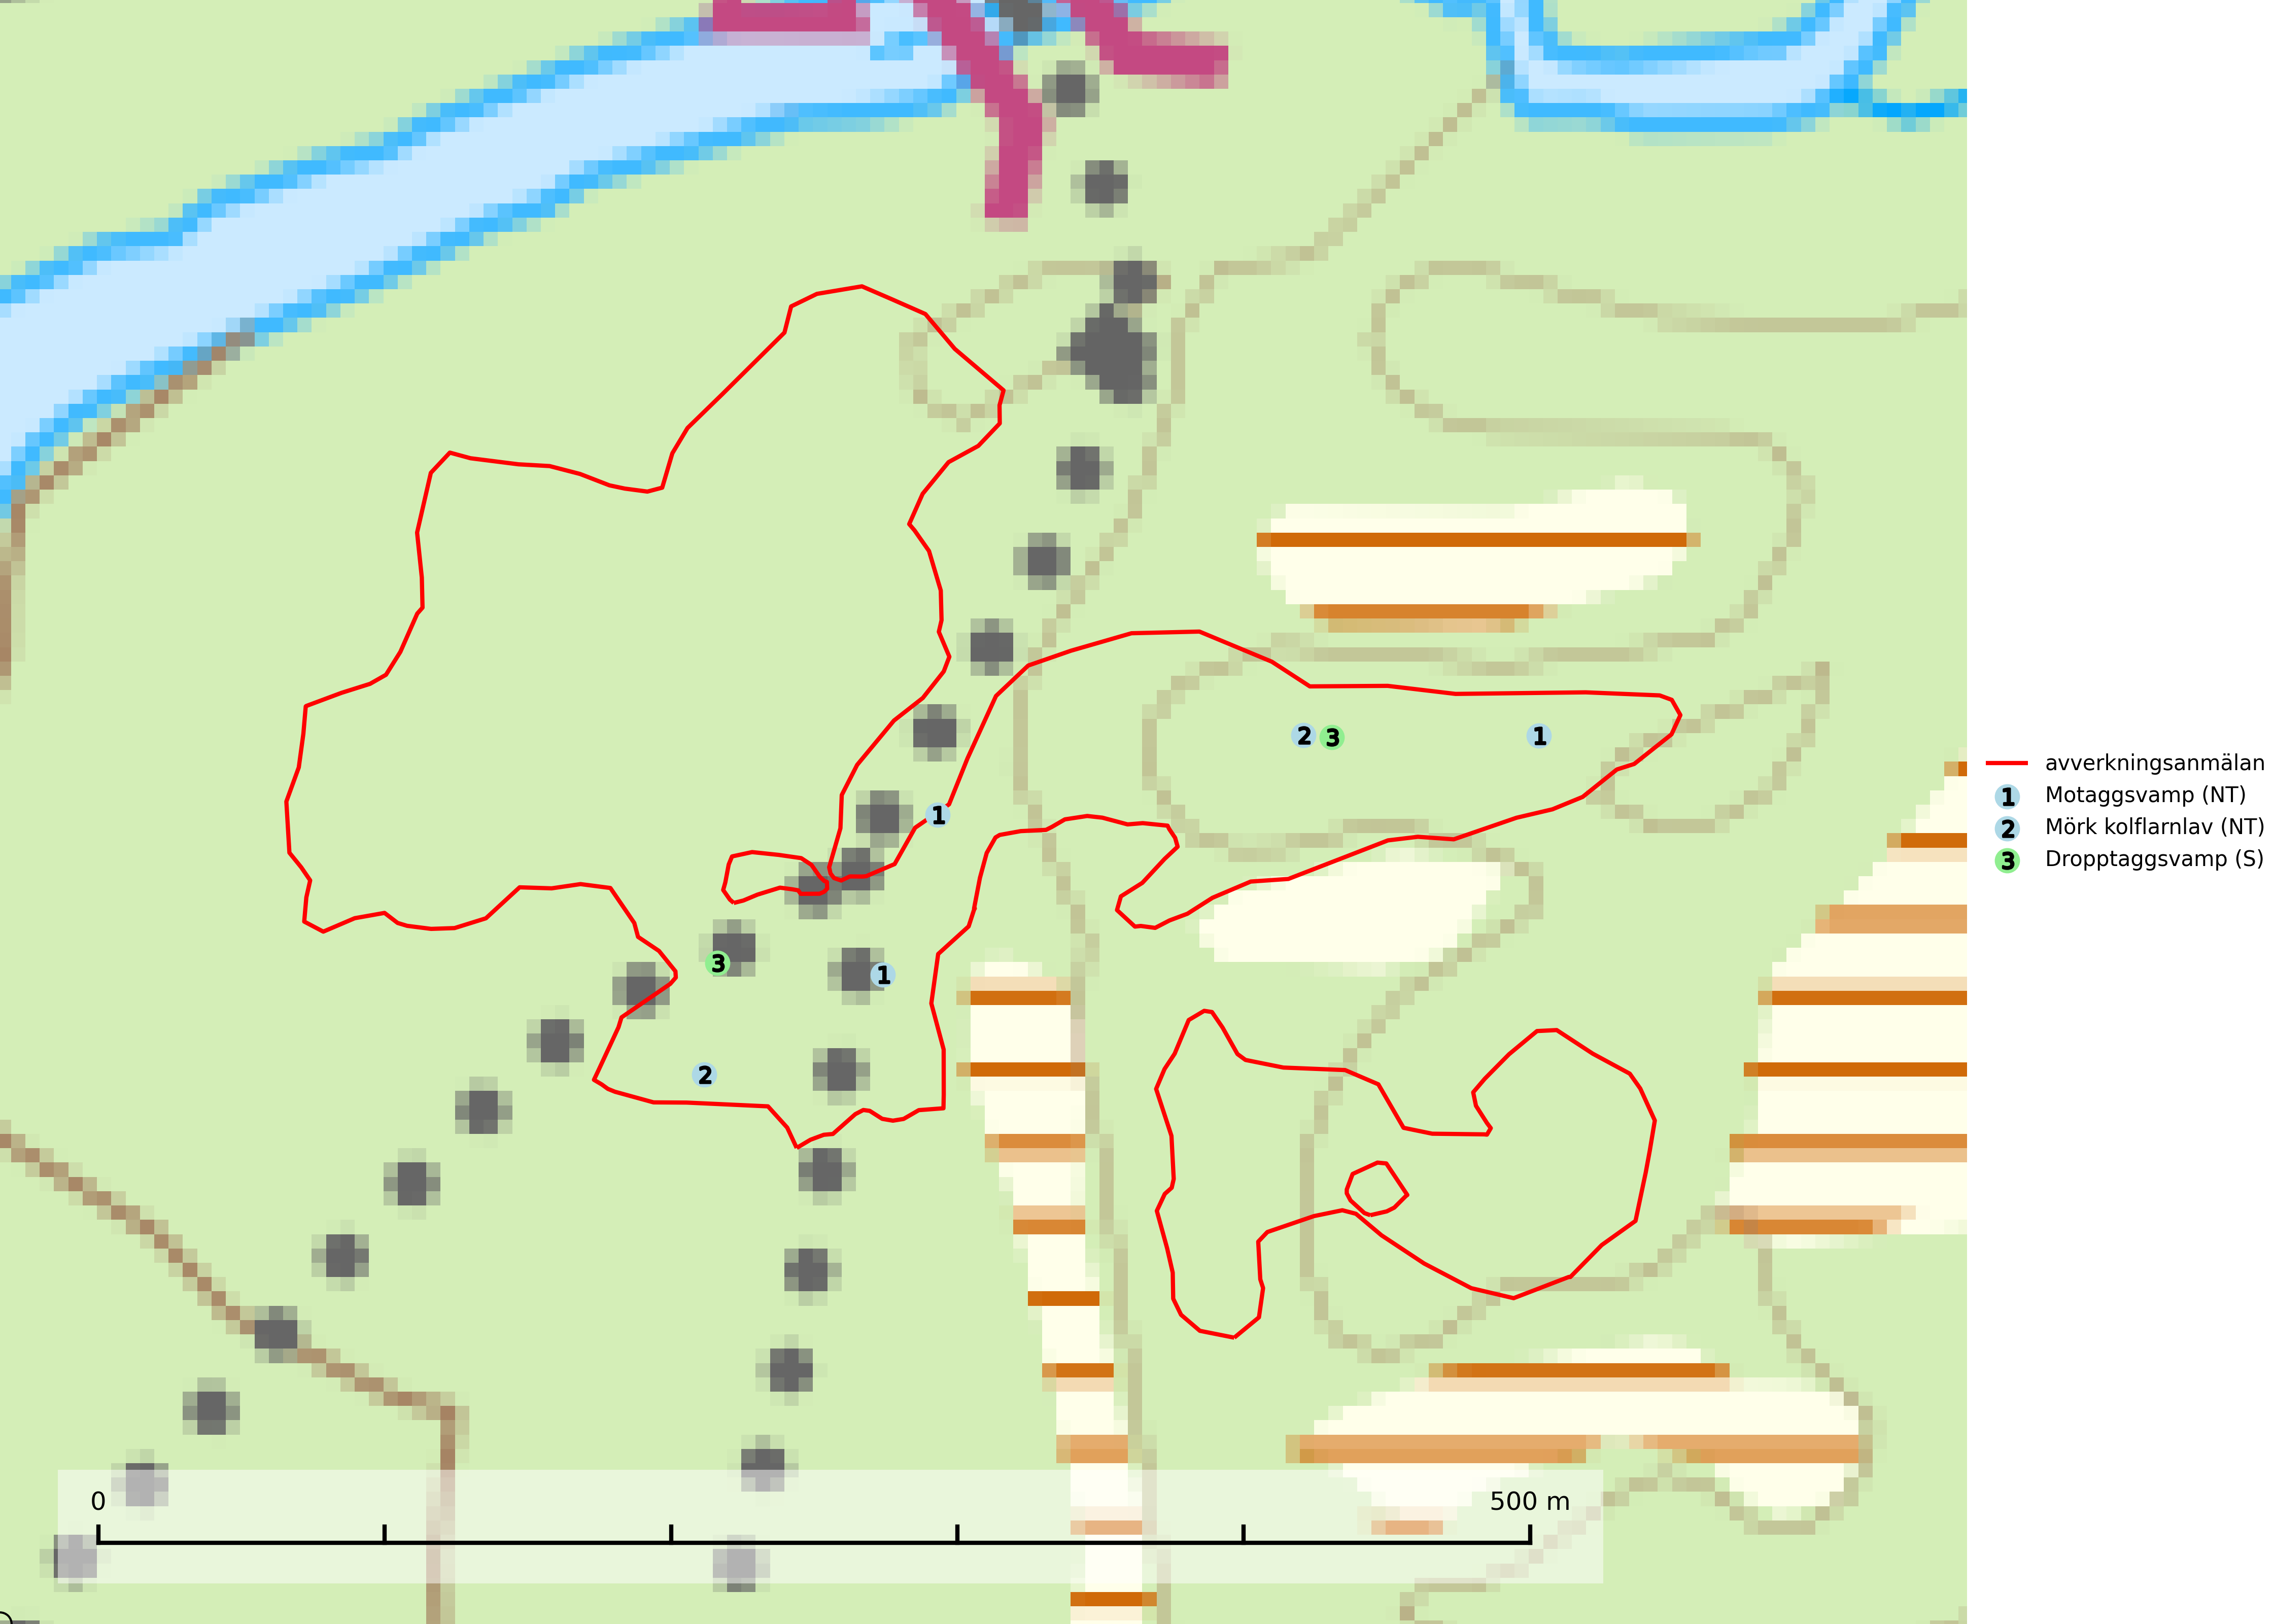 2 3 1
1
3 1
2
0 500 m
avverkningsanmälan
1 Motaggsvamp (NT)
2 Mörk kolflarnlav (NT)
3 Dropptaggsvamp (S)